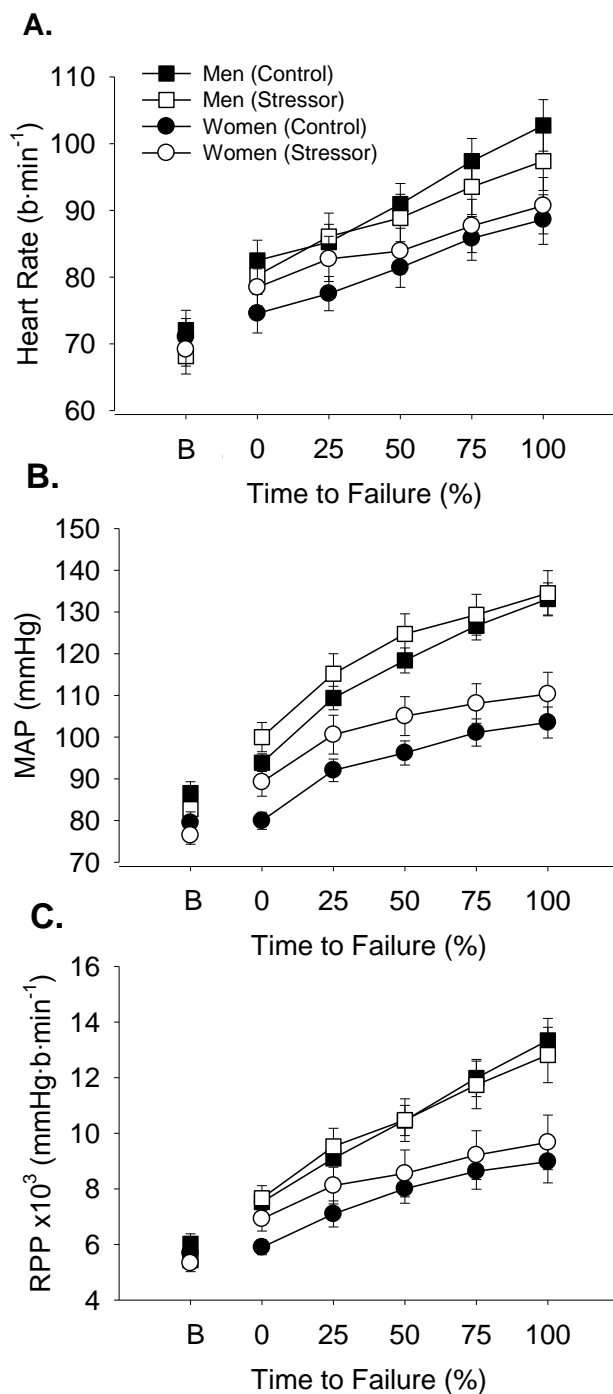 A.
Men (Control)
Men (Stressor)
Women (Control)
Women (Stressor)
110
100
90
80
70
60
Heart Rate (b·min⁻¹)
B 0 25 50 75 100
Time to Failure (%)
B.
150
140
130
120
110
100
90
80
70
MAP (mmHg)
B 0 25 50 75 100
Time to Failure (%)
C.
16
14
12
10
8
6
4
RPP x10³ (mmHg·b·min⁻¹)
B 0 25 50 75 100
Time to Failure (%)